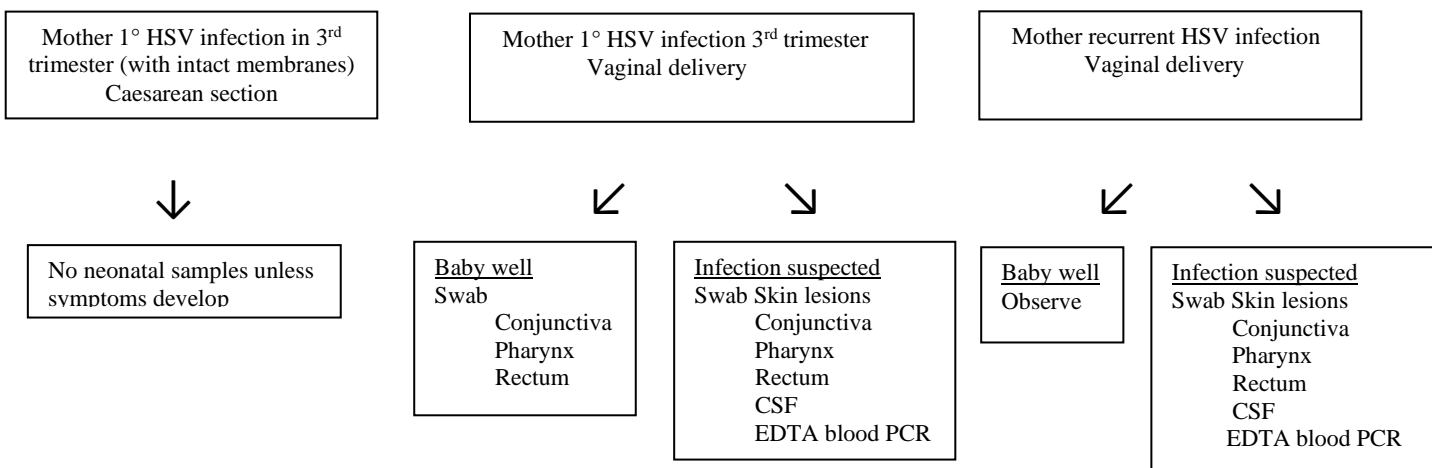 Mother 1° HSV infection in 3rd
trimester (with intact membranes)
Caesarean section
Mother 1° HSV infection 3rd trimester
Vaginal delivery
Mother recurrent HSV infection
Vaginal delivery
No neonatal samples unless
symptoms develop
Baby well
Swab
Conjunctiva
Pharynx
Rectum
Infection suspected
Swab Skin lesions
Conjunctiva
Pharynx
Rectum
CSF
EDTA blood PCR
Baby well
Observe
Infection suspected
Swab Skin lesions
Conjunctiva
Pharynx
Rectum
CSF
EDTA blood PCR